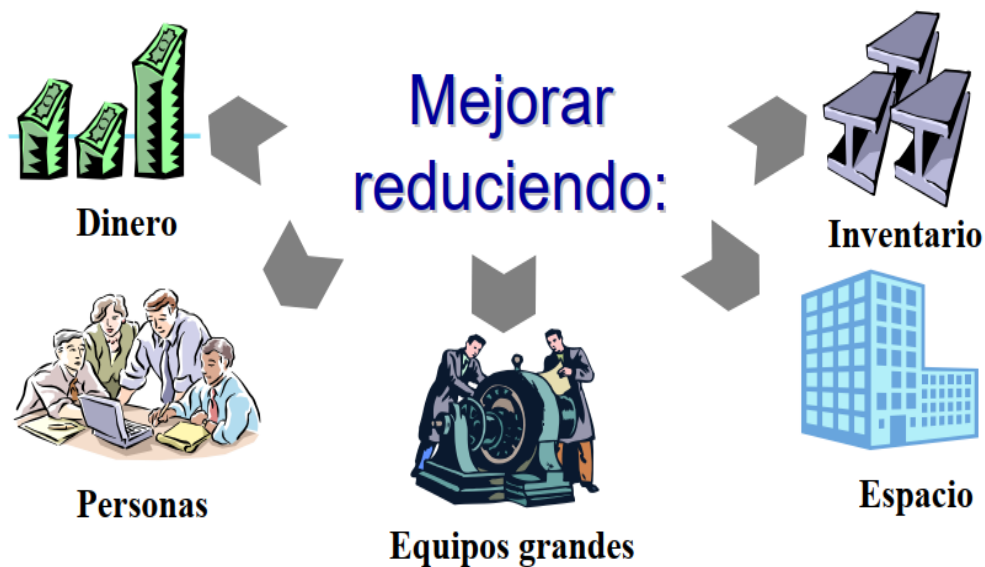 Mejorar
reduciendo:
Dinero
Inventario
Personas
Espacio
Equipos grandes